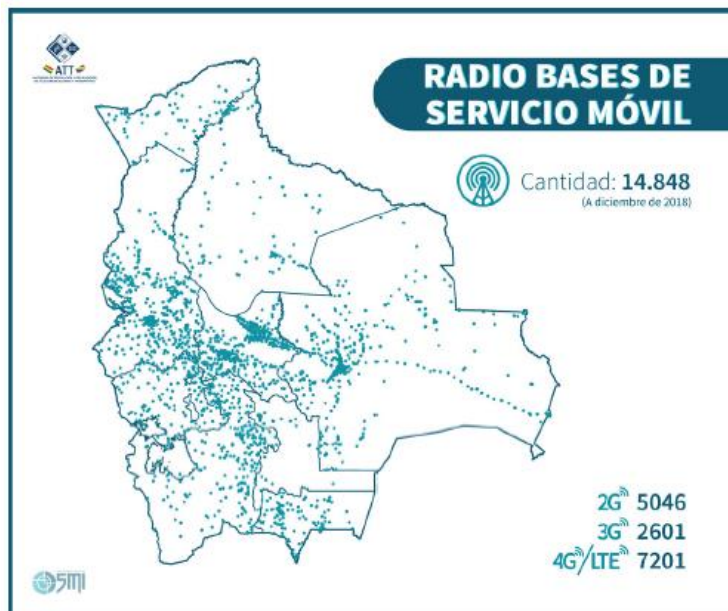 ATT
RADIO BASES DE
SERVICIO MÓVIL
Cantidad: 14.848
(A diciembre de 2018)
2G 5046
3G 2601
4G/LTE 7201
SMI